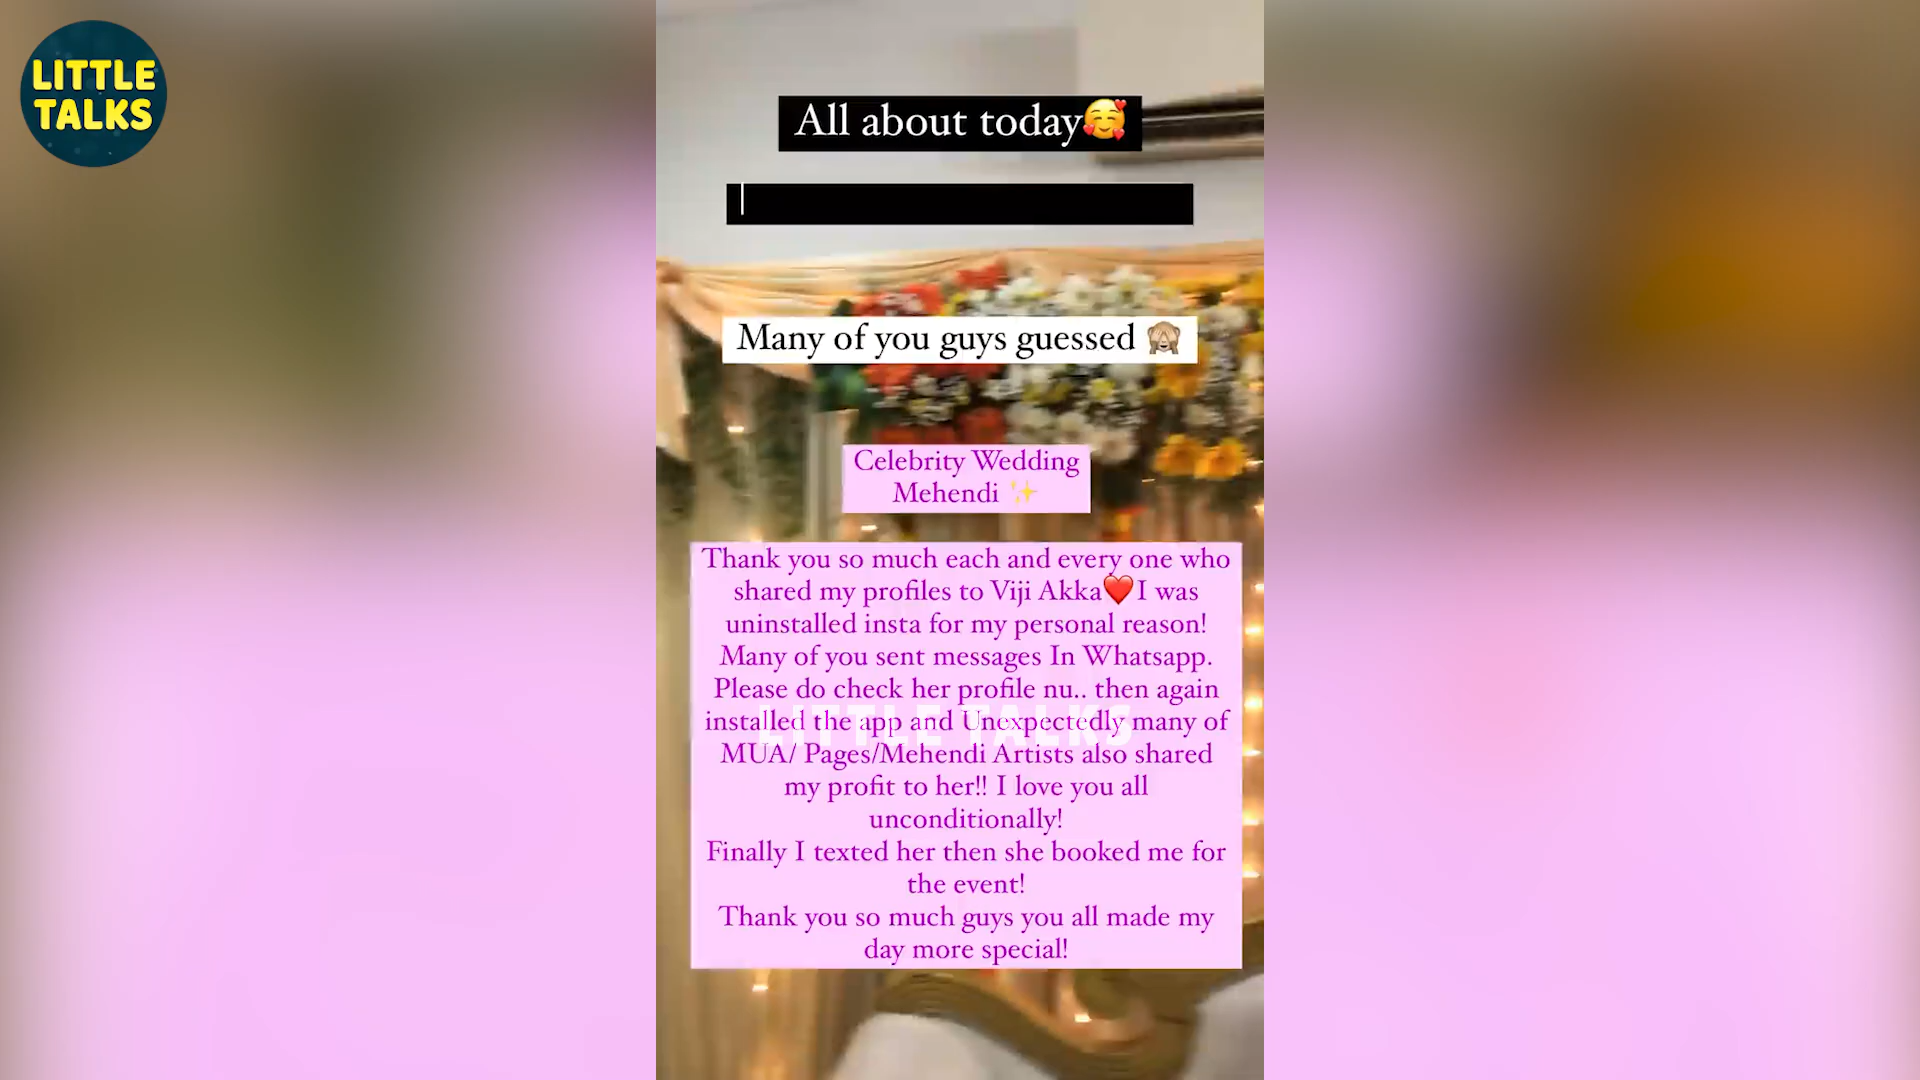 LITTLE
TALKS
All about today🥰
Many of you guys guessed 🙈
Celebrity Wedding
Mehendi ✨
Thank you so much each and every one who
shared my profiles to Viji Akka❤️I was
uninstalled insta for my personal reason!
Many of you sent messages In Whatsapp.
Please do check her profile nu.. then again
installed the app and Unexpectedly many of
LITTLE TALKS
MUA/ Pages/Mehendi Artists also shared
my profit to her!! I love you all
unconditionally!
Finally I texted her then she booked me for
the event!
Thank you so much guys you all made my
day more special!